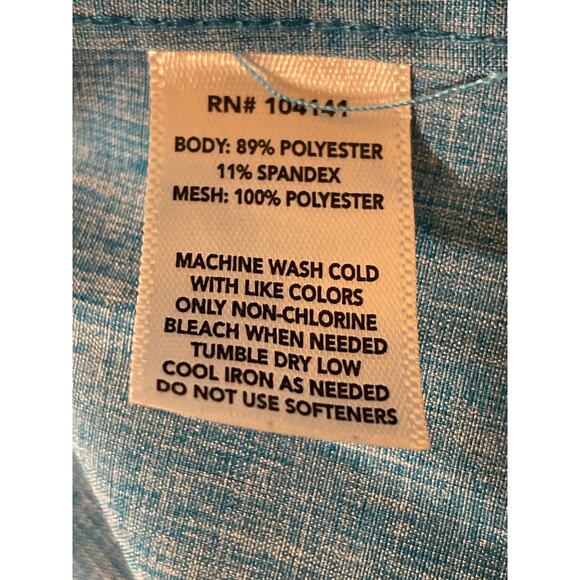 RN# 104141
BODY: 89% POLYESTER
11% SPANDEX
MESH: 100% POLYESTER
MACHINE WASH COLD
WITH LIKE COLORS
ONLY NON-CHLORINE
BLEACH WHEN NEEDED
TUMBLE DRY LOW
COOL IRON AS NEEDED
DO NOT USE SOFTENERS